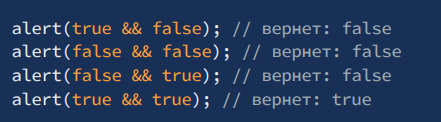 alert(true && false); // вернет: false
alert(false && false); // вернет: false
alert(false && true); // вернет: false
alert(true && true); // вернет: true